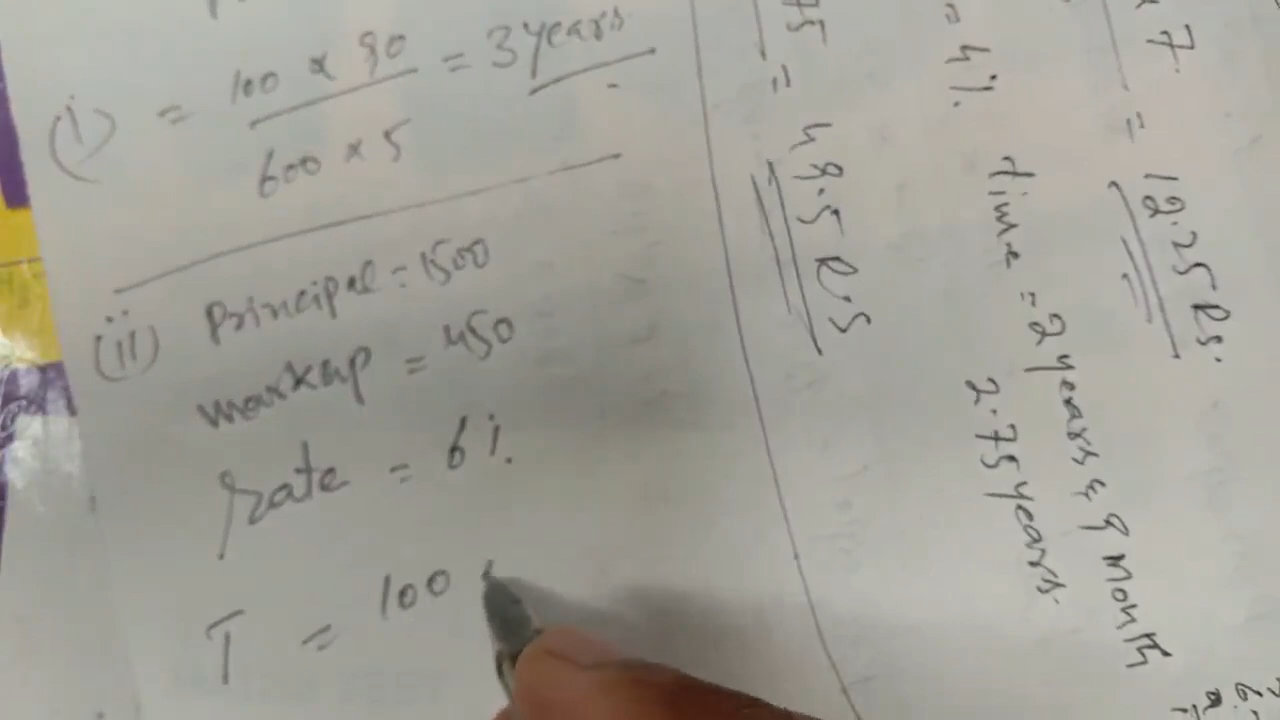 (i) = 100 x 90 = 3 years
600 x 5
(ii) Principal = 1500
markup = 450
rate = 6%
T = 100
75 = 49.5 R.S
x 7 = 12.25 Rs.
= 4% time = 2 years & 9 month
2.75 years.